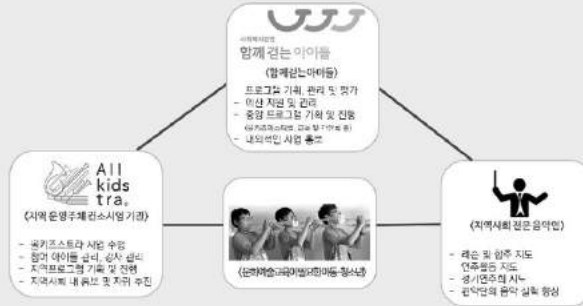 사회복지법인
함께걷는아이들
〈함께걷는아이들〉
프로그램 기획, 관리 및 평가
- 예산 지원 및 관리
- 중앙 프로그램 기획 및 진행
- 대외적인 사업 홍보
All
kids
tra.
〈지역 운영주체 컨소시엄 기관〉
- 올키즈스트라 사업 수행
- 참여 아동들 관리, 강사 관리
- 지역프로그램 기획 및 진행
- 지역사회 내 홍보 및 자원 추진
〈문화예술교육이 필요한 아동·청소년〉
〈지역사회 전문 음악인〉
- 레슨 및 합주 지도
연주활동 지도
- 정기연주회 지도
- 관악단의 음악 실력 향상